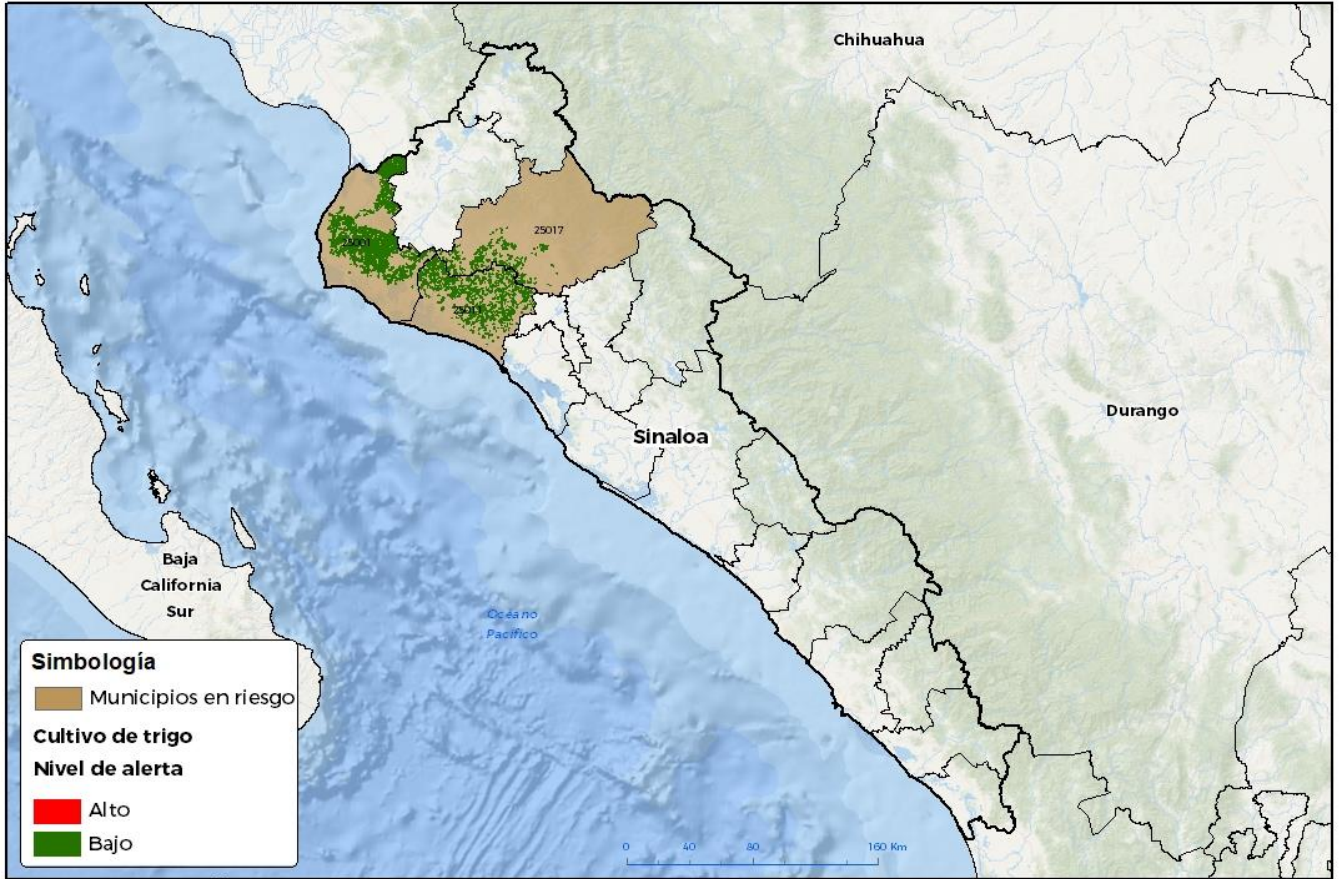 Chihuahua
25017
25001
Durango
Sinaloa
Baja
California
Sur
Océano
Pacífico
Simbología
Municipios en riesgo
Cultivo de trigo
Nivel de alerta
Alto
Bajo
0 40 80 160 Km